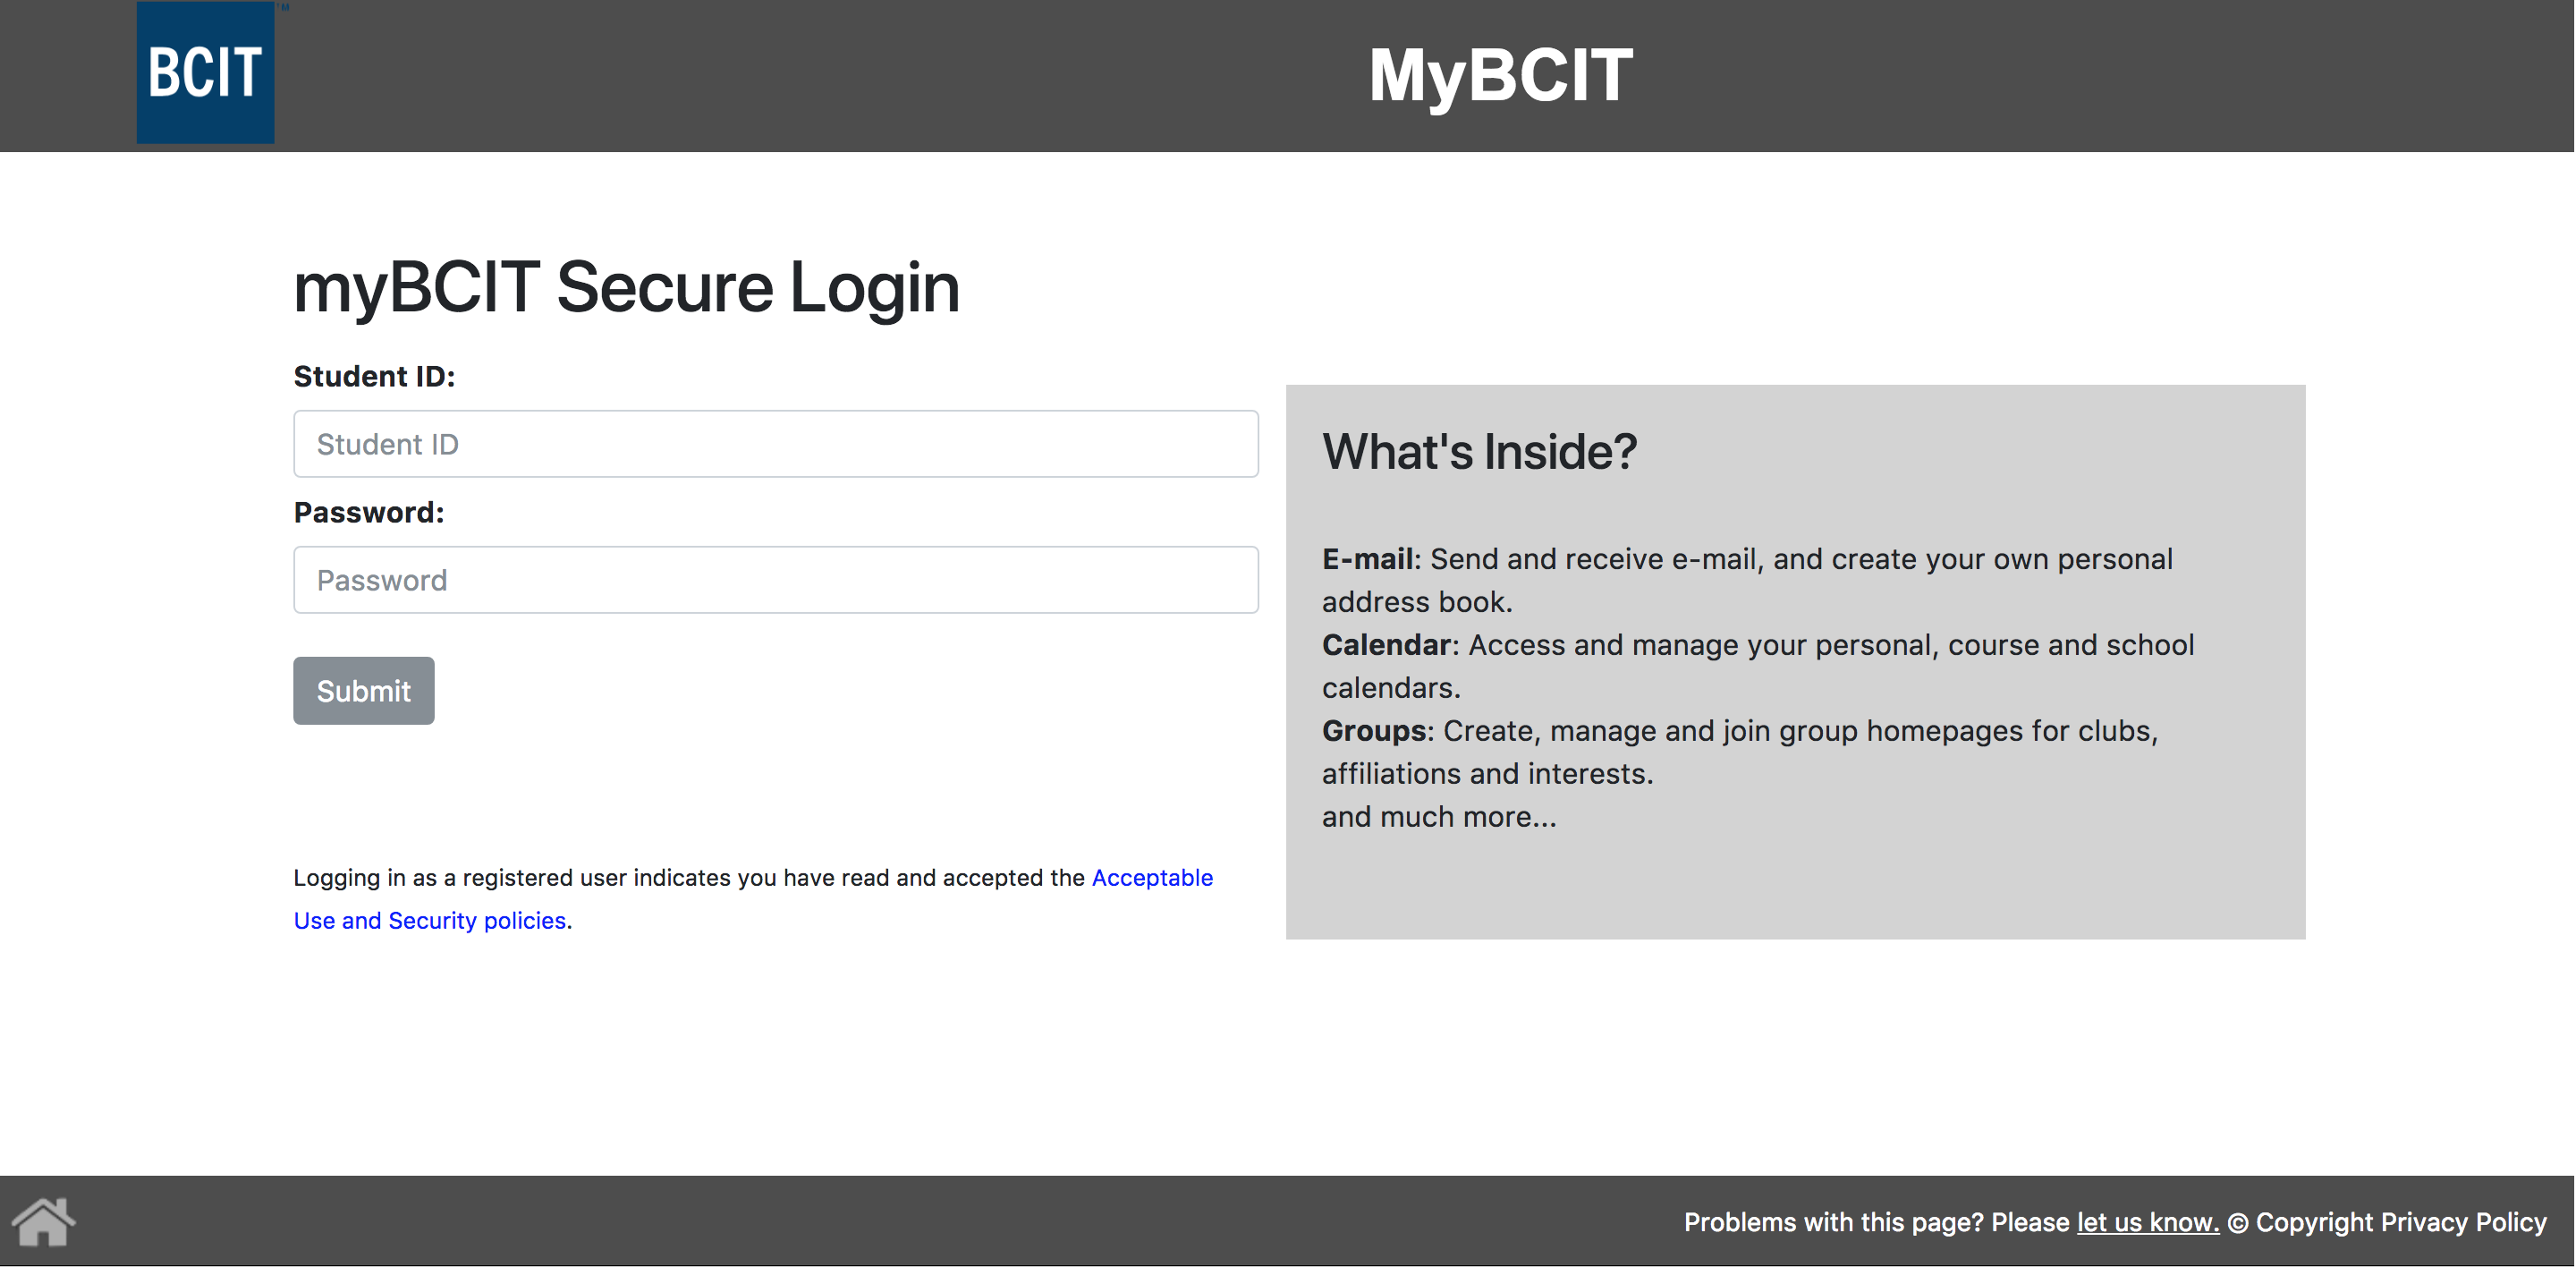 BCIT
TM
MyBCIT
myBCIT Secure Login
Student ID:
Student ID
Password:
Password
Submit
Logging in as a registered user indicates you have read and accepted the Acceptable
Use and Security policies.
What's Inside?
E-mail: Send and receive e-mail, and create your own personal
address book.
Calendar: Access and manage your personal, course and school
calendars.
Groups: Create, manage and join group homepages for clubs,
affiliations and interests.
and much more...
Problems with this page? Please let us know. © Copyright Privacy Policy